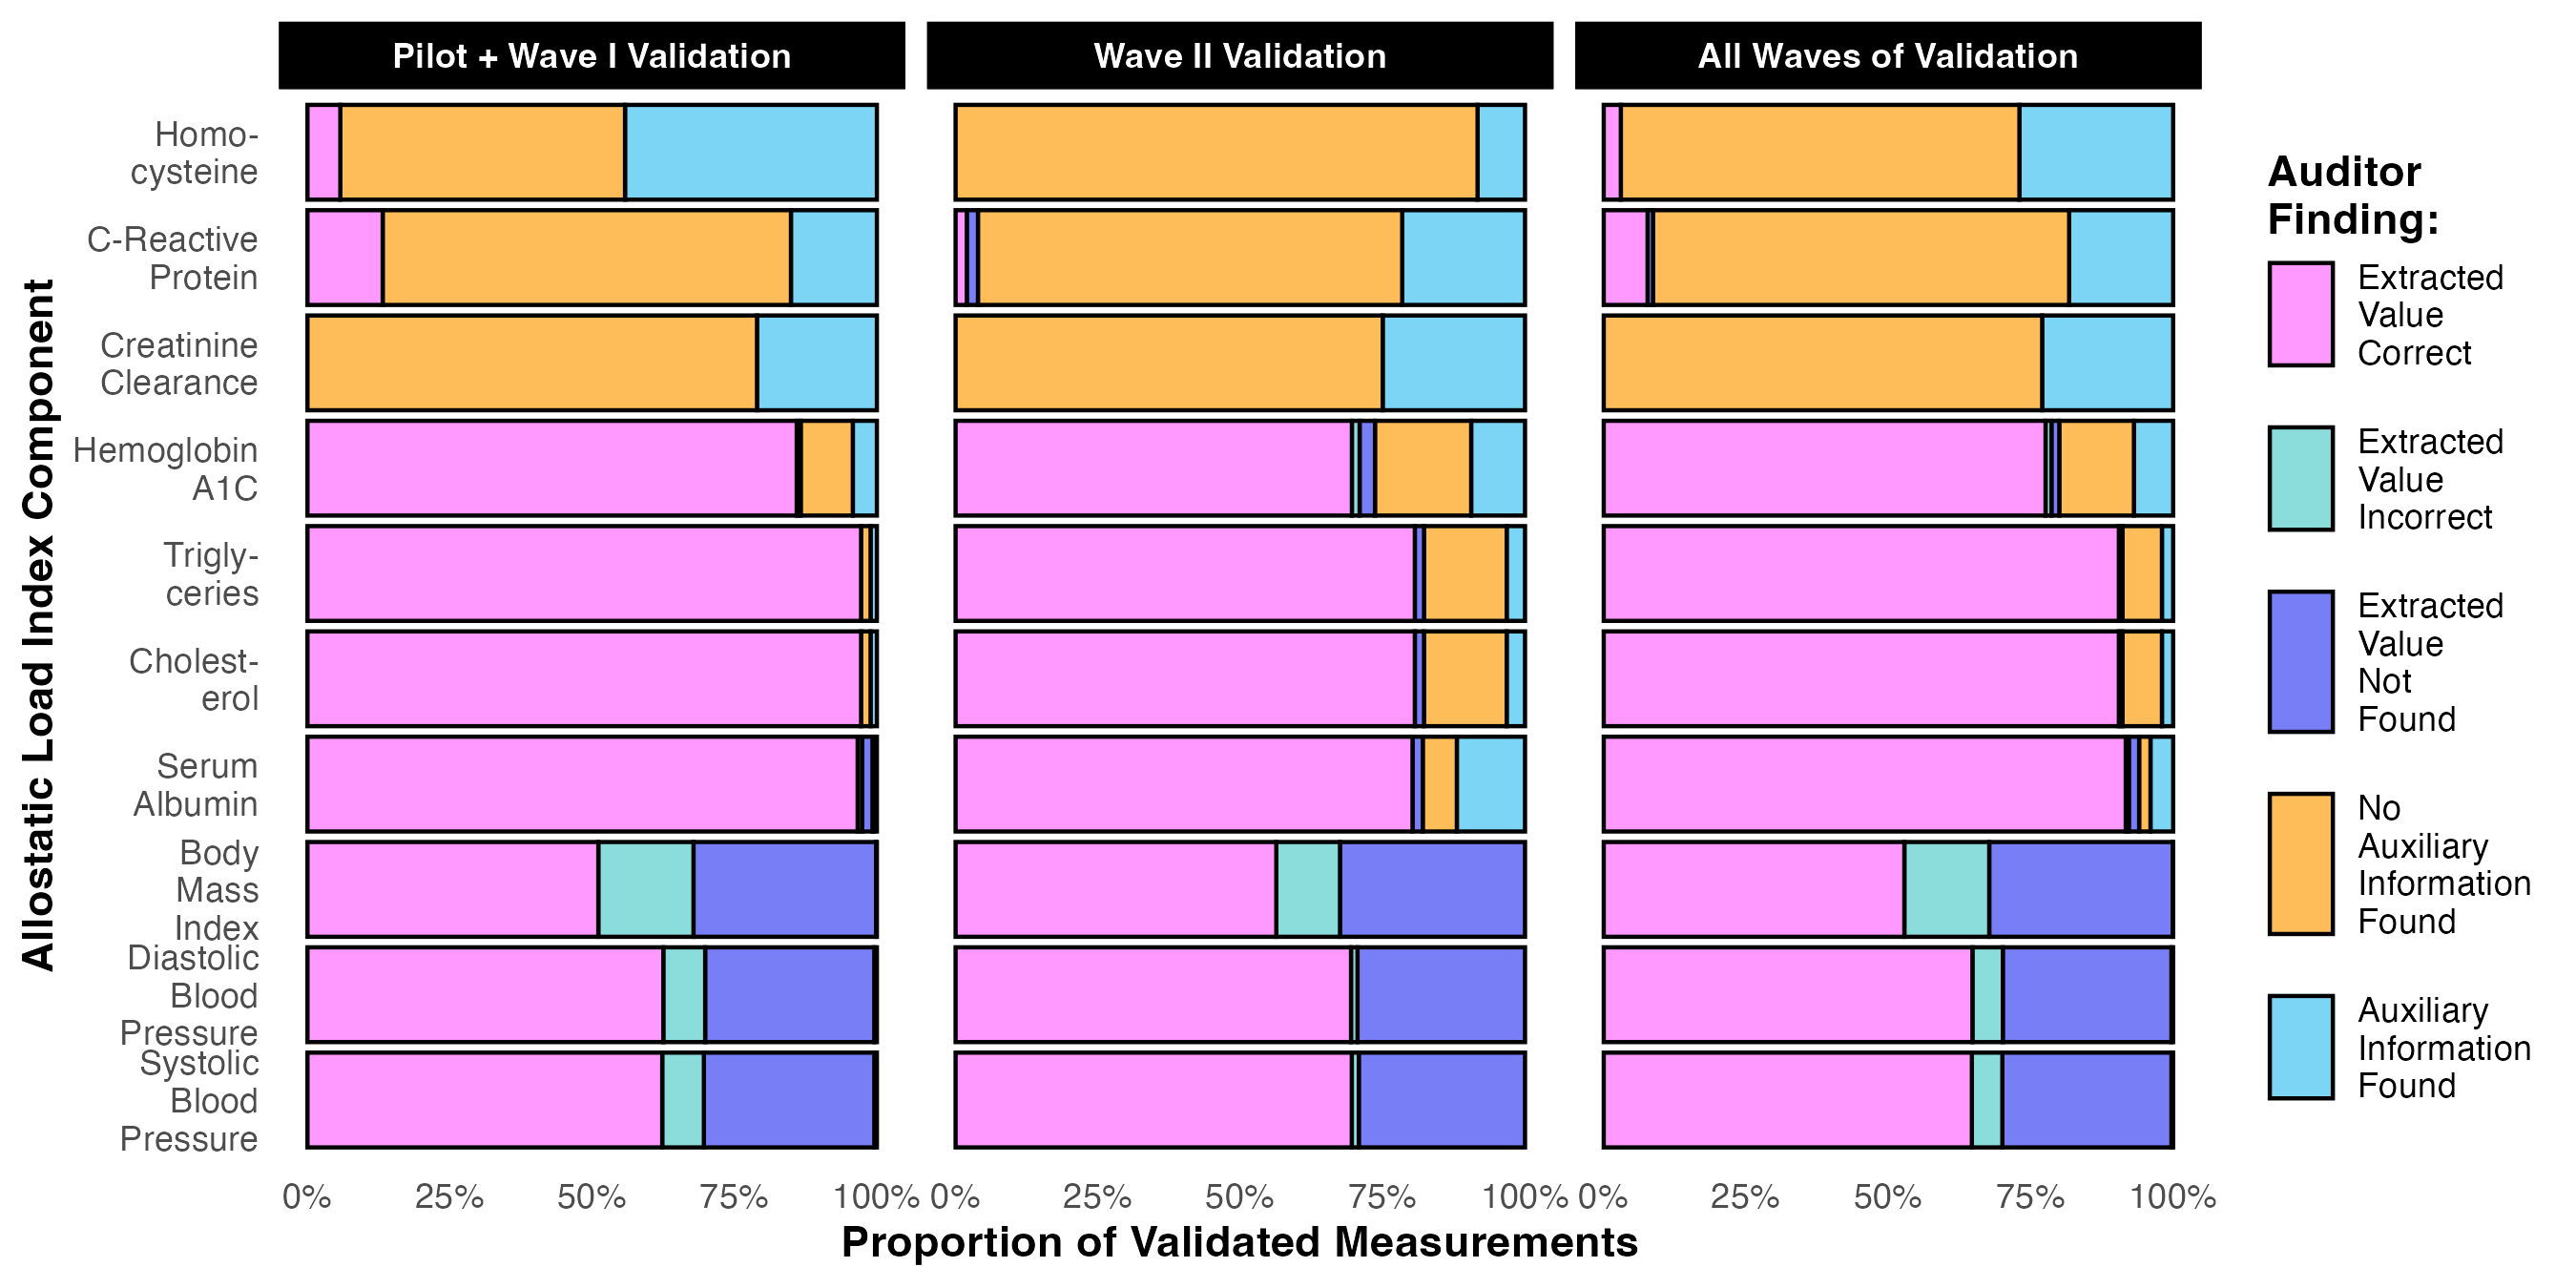 Pilot + Wave I Validation
Wave II Validation
All Waves of Validation
Allostatic Load Index Component
Homo-
cysteine
C-Reactive
Protein
Creatinine
Clearance
Hemoglobin
A1C
Trigly-
ceries
Cholest-
erol
Serum
Albumin
Body
Mass
Index
Diastolic
Blood
Pressure
Systolic
Blood
Pressure
0% 25% 50% 75% 100%
0% 25% 50% 75% 100%
0% 25% 50% 75% 100%
Proportion of Validated Measurements
Auditor
Finding:
Extracted
Value
Correct
Extracted
Value
Incorrect
Extracted
Value
Not
Found
No
Auxiliary
Information
Found
Auxiliary
Information
Found